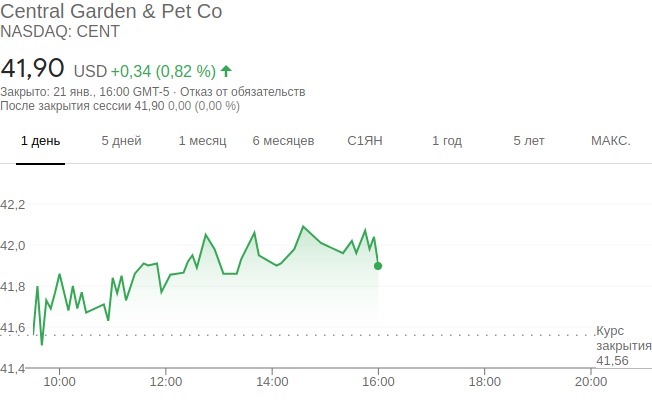 Central Garden & Pet Co
NASDAQ: CENT
41,90 USD +0,34 (0,82 %)
Закрыто: 21 янв., 16:00 GMT-5 · Отказ от обязательств
После закрытия сессии 41,90 0,00 (0,00 %)
1 день 5 дней 1 месяц 6 месяцев С1ЯН 1 год 5 лет МАКС.
42,2
42,0
41,8
41,6
Курс
закрытия
41,56
41,4
10:00 12:00 14:00 16:00 18:00 20:00